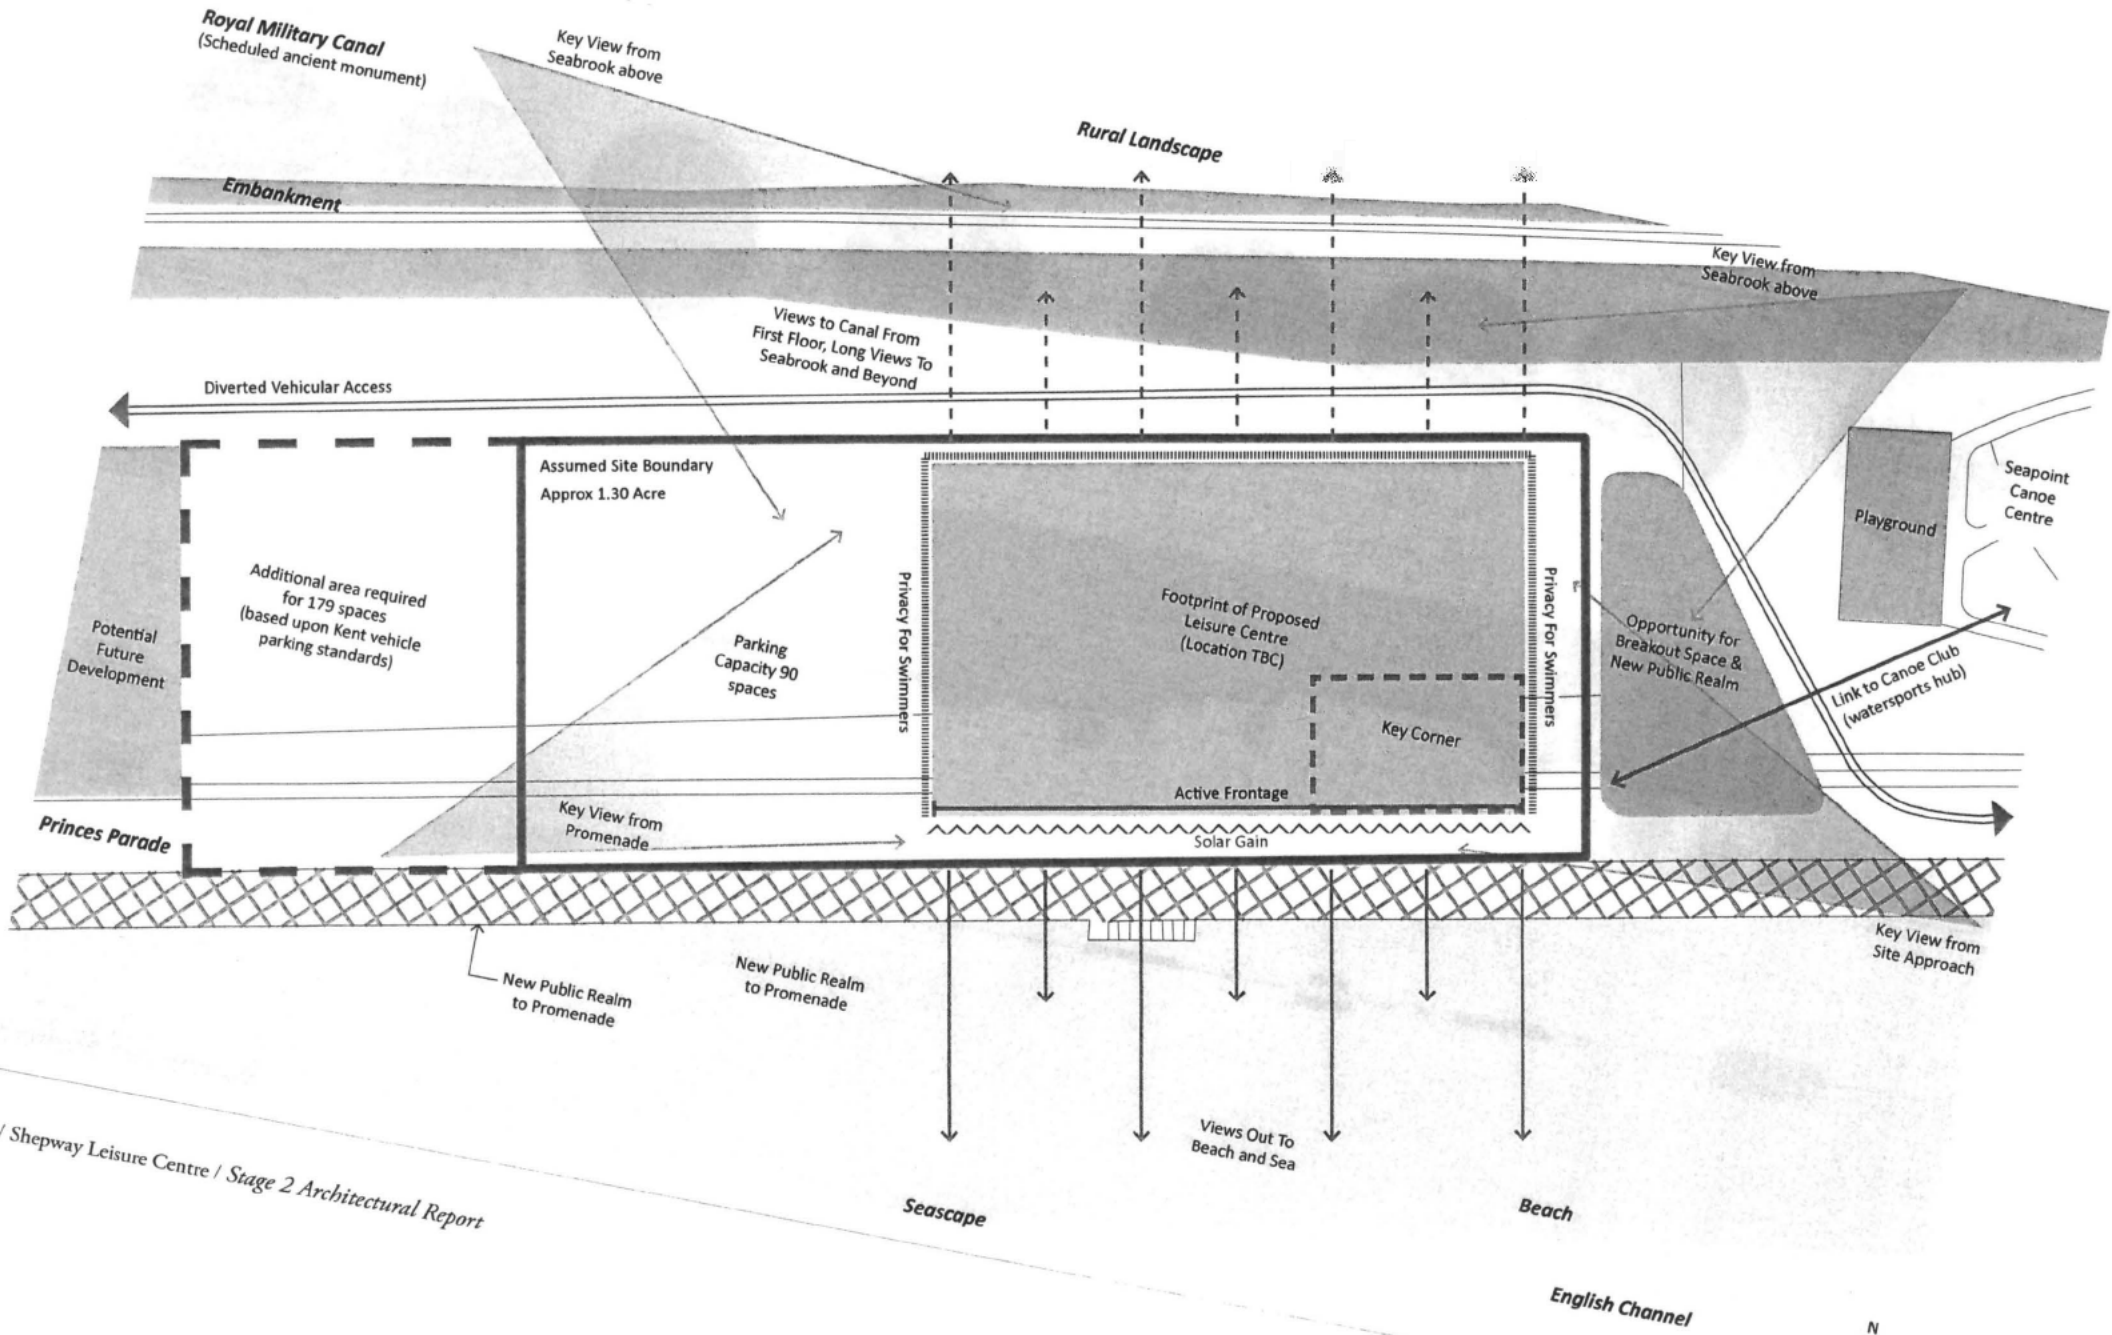 Royal Military Canal
(Scheduled ancient monument)
Key View from
Seabrook above
Rural Landscape
Embankment
Key View from
Seabrook above
Views to Canal From
First Floor, Long Views To
Seabrook and Beyond
Diverted Vehicular Access
Assumed Site Boundary
Approx 1.30 Acre
Seapoint
Canoe
Centre
Playground
Additional area required
for 179 spaces
(based upon Kent vehicle
parking standards)
Potential
Future
Development
Parking
Capacity 90
spaces
Privacy For Swimmers
Footprint of Proposed
Leisure Centre
(Location TBC)
Key Corner
Privacy For Swimmers
Opportunity for
Breakout Space &
New Public Realm
Link to Canoe Club
(watersports hub)
Active Frontage
Solar Gain
Key View from
Promenade
Princes Parade
Key View from
Site Approach
New Public Realm
to Promenade
New Public Realm
to Promenade
Views Out To
Beach and Sea
/ Shepway Leisure Centre / Stage 2 Architectural Report
Seascape
Beach
English Channel
N